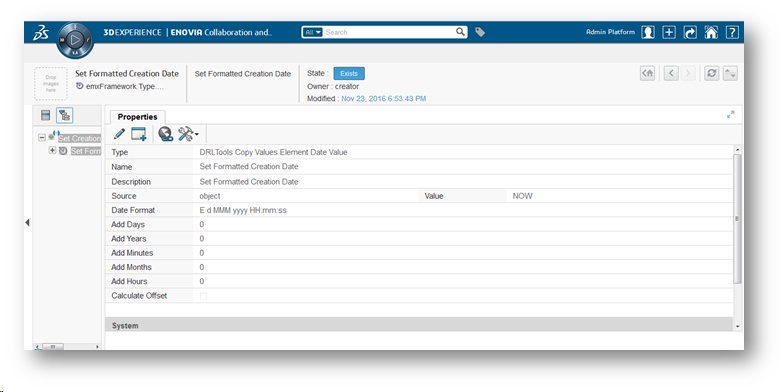 3DEXPERIENCE | ENOVIA Collaboration and..
All Search
Admin Platform
Drop images here
Set Formatted Creation Date
emxFramework.Type....
Set Formatted Creation Date
State : Exists
Owner : creator
Modified : Nov 23, 2016 6:53:43 PM
Set Creation
Set Form
Properties
Type DRLTools Copy Values Element Date Value
Name Set Formatted Creation Date
Description Set Formatted Creation Date
Source object Value NOW
Date Format E d MMM yyyy HH:mm:ss
Add Days 0
Add Years 0
Add Minutes 0
Add Months 0
Add Hours 0
Calculate Offset
System